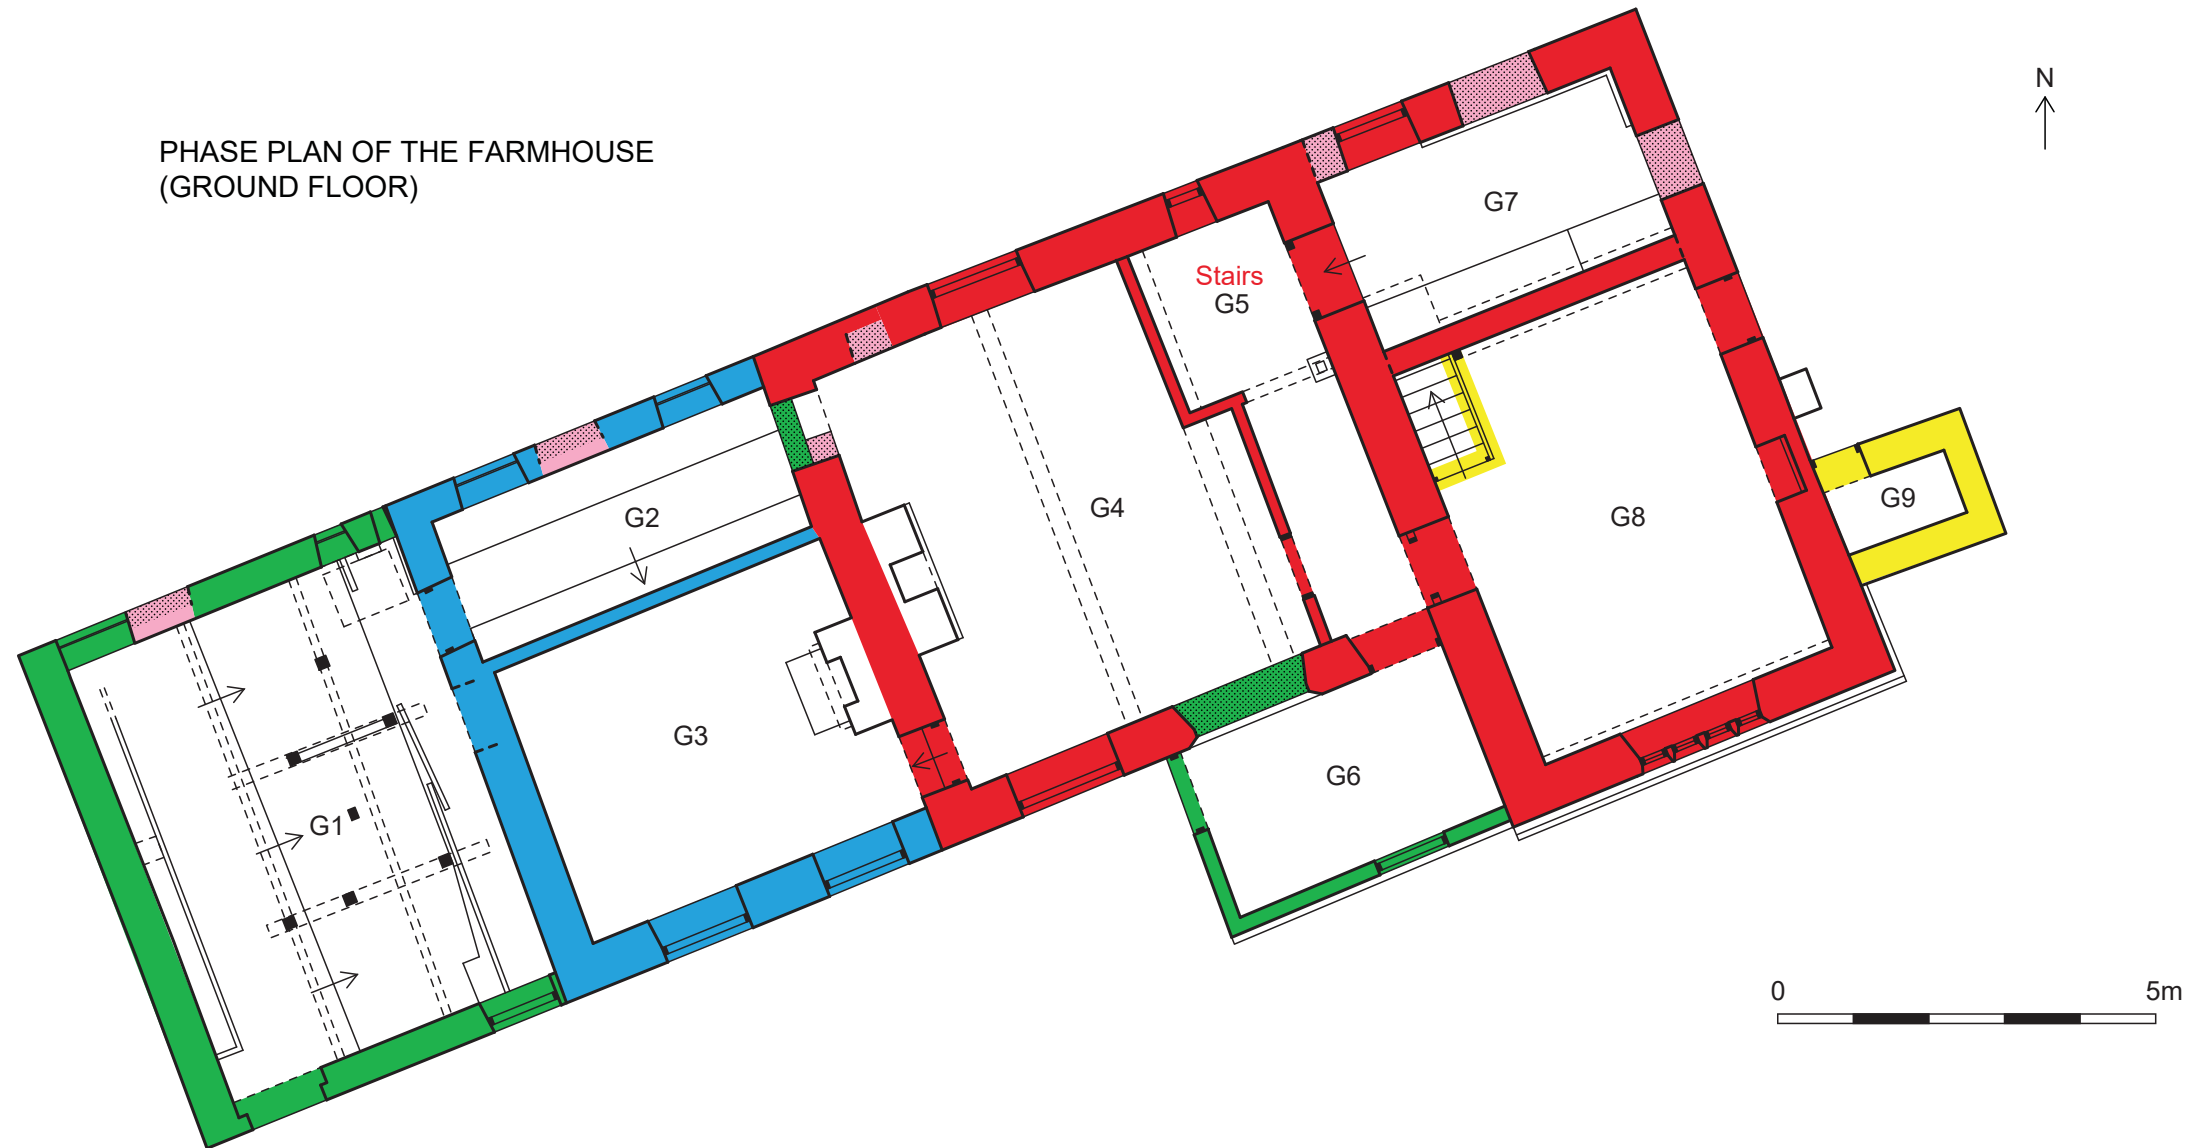 PHASE PLAN OF THE FARMHOUSE
(GROUND FLOOR)
N
G7
Stairs
G5
G2
G4
G8
G9
G3
G6
G1
0 5m